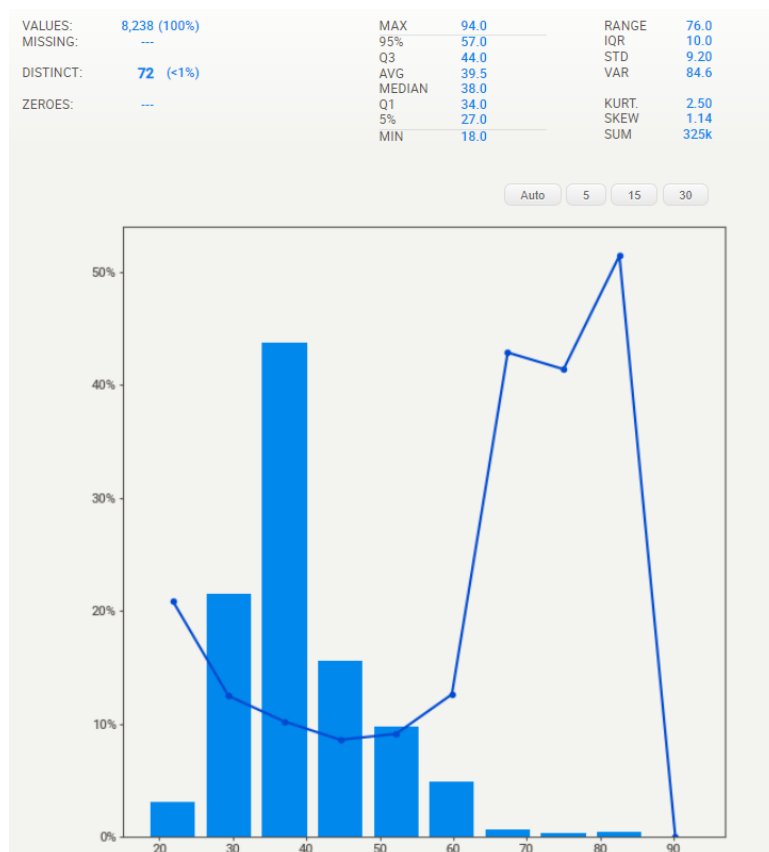 VALUES: 8,238 (100%)
MISSING: ---
DISTINCT: 72 (<1%)
ZEROES: ---
MAX 94.0
95% 57.0
Q3 44.0
AVG 39.5
MEDIAN 38.0
Q1 34.0
5% 27.0
MIN 18.0
RANGE 76.0
IQR 10.0
STD 9.20
VAR 84.6
KURT. 2.50
SKEW 1.14
SUM 325k
Auto 5 15 30
50%
40%
30%
20%
10%
0%
20 30 40 50 60 70 80 90